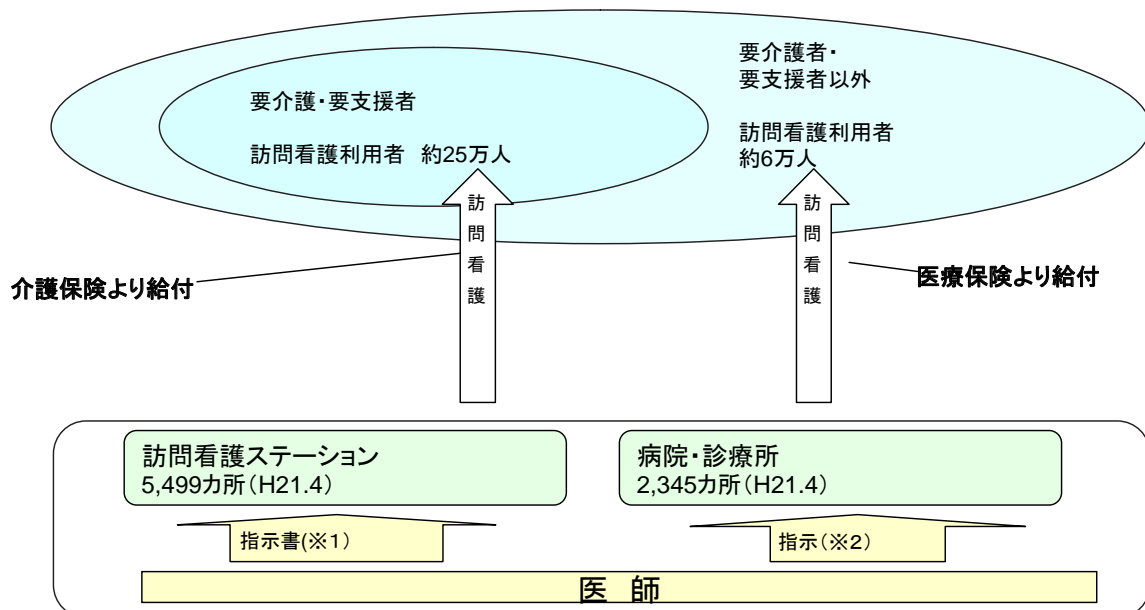 要介護・要支援者
訪問看護利用者 約25万人
要介護者・
要支援者以外
訪問看護利用者
約6万人
訪問看護
訪問看護
介護保険より給付
医療保険より給付
訪問看護ステーション
5,499カ所(H21.4)
病院・診療所
2,345カ所(H21.4)
指示書(※1)
指示(※2)
医 師